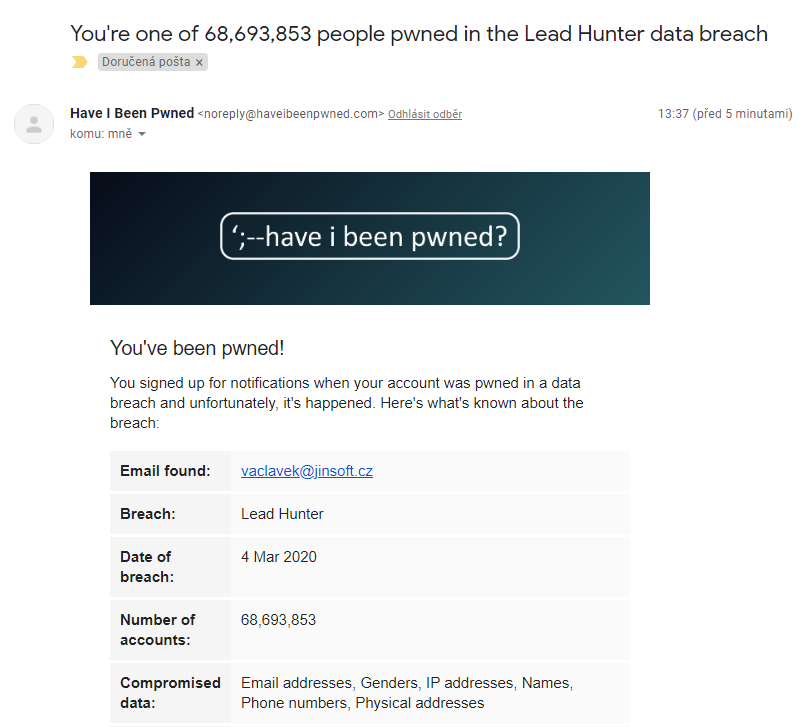 You're one of 68,693,853 people pwned in the Lead Hunter data breach
Doručená pošta ×
Have I Been Pwned <noreply@haveibeenpwned.com> Odhlásit odběr
13:37 (před 5 minutami)
komu: mně
‘;--have i been pwned?
You've been pwned!
You signed up for notifications when your account was pwned in a data
breach and unfortunately, it's happened. Here's what's known about the
breach:
Email found: vaclavek@jinsoft.cz
Breach: Lead Hunter
Date of 4 Mar 2020
breach:
Number of 68,693,853
accounts:
Compromised Email addresses, Genders, IP addresses, Names,
data: Phone numbers, Physical addresses